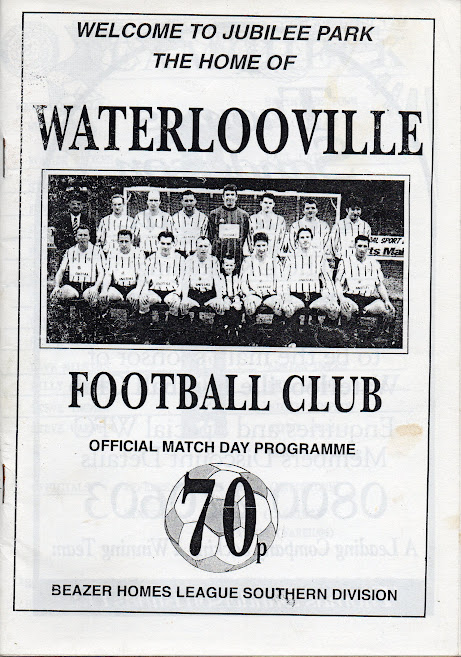 WELCOME TO JUBILEE PARK
THE HOME OF
WATERLOOVILLE
FOOTBALL CLUB
OFFICIAL MATCH DAY PROGRAMME
70p
BEAZER HOMES LEAGUE SOUTHERN DIVISION